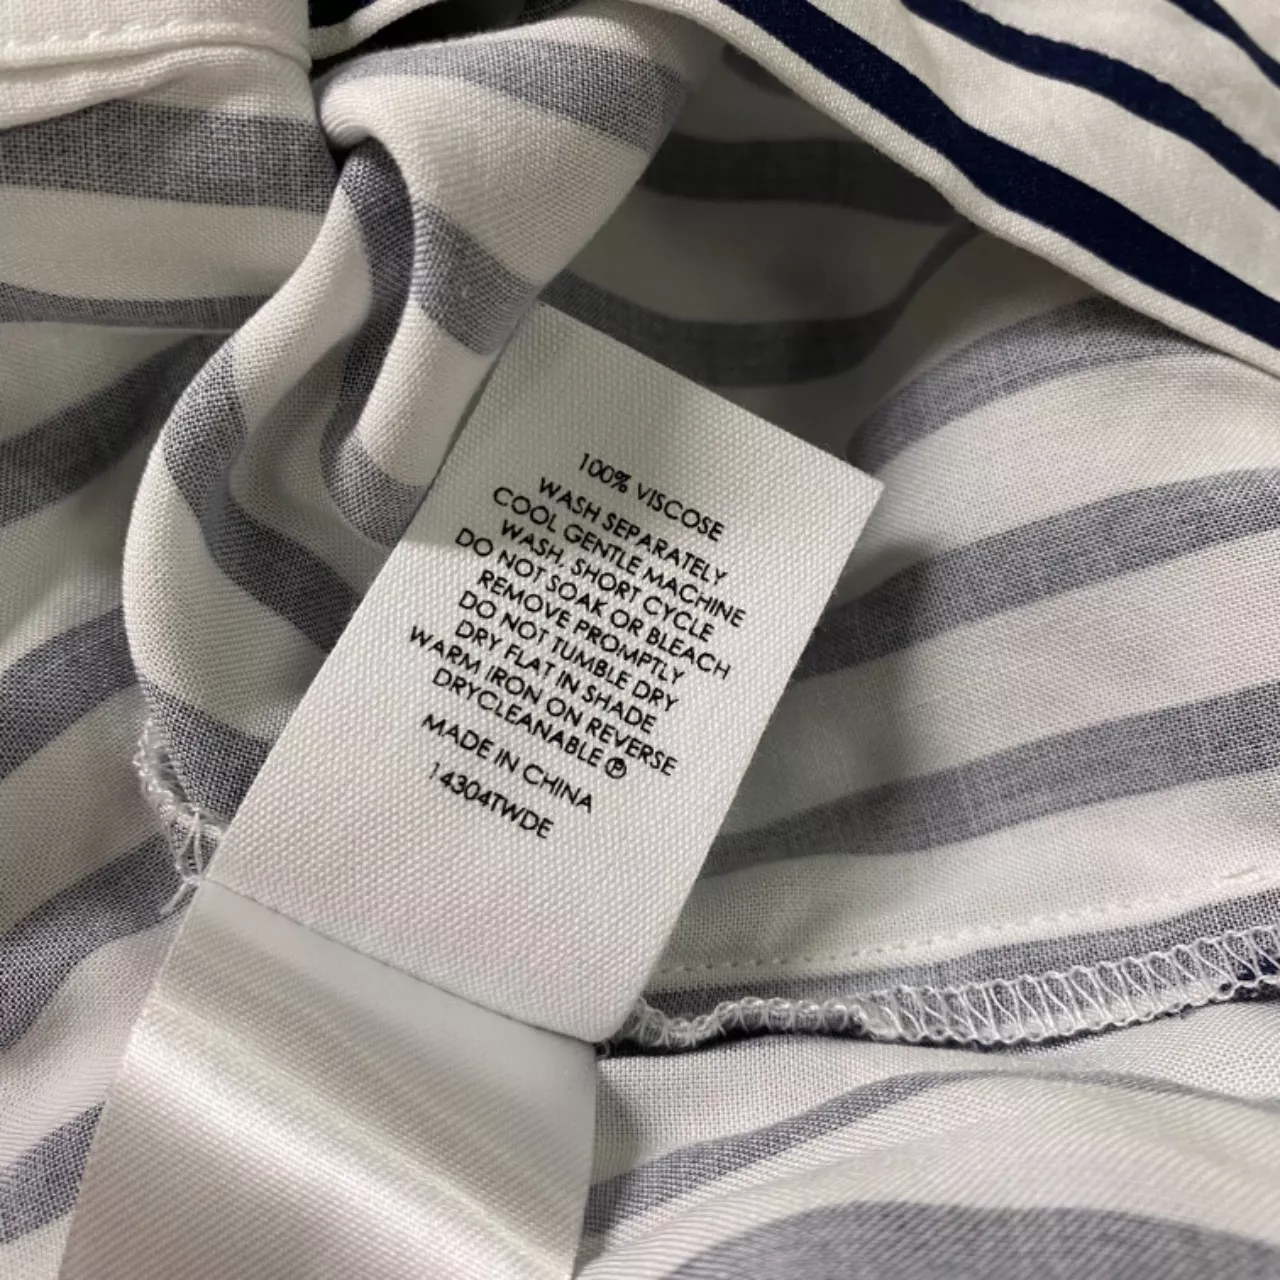 100% VISCOSE
WASH SEPARATELY
COOL GENTLE MACHINE
WASH, SHORT CYCLE
DO NOT SOAK OR BLEACH
REMOVE PROMPTLY
DO NOT TUMBLE DRY
DRY FLAT IN SHADE
WARM IRON ON REVERSE
DRYCLEANABLE Ⓟ
MADE IN CHINA
14304TWDE